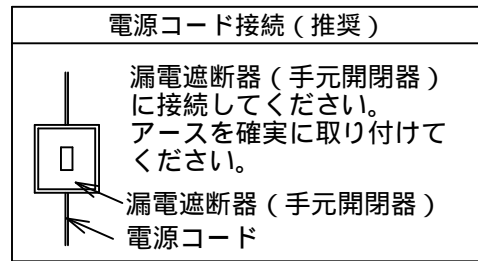 電源コード接続(推奨)
漏電遮断器(手元開閉器)
に接続してください。
アースを確実に取り付けて
ください。
漏電遮断器(手元開閉器)
電源コード